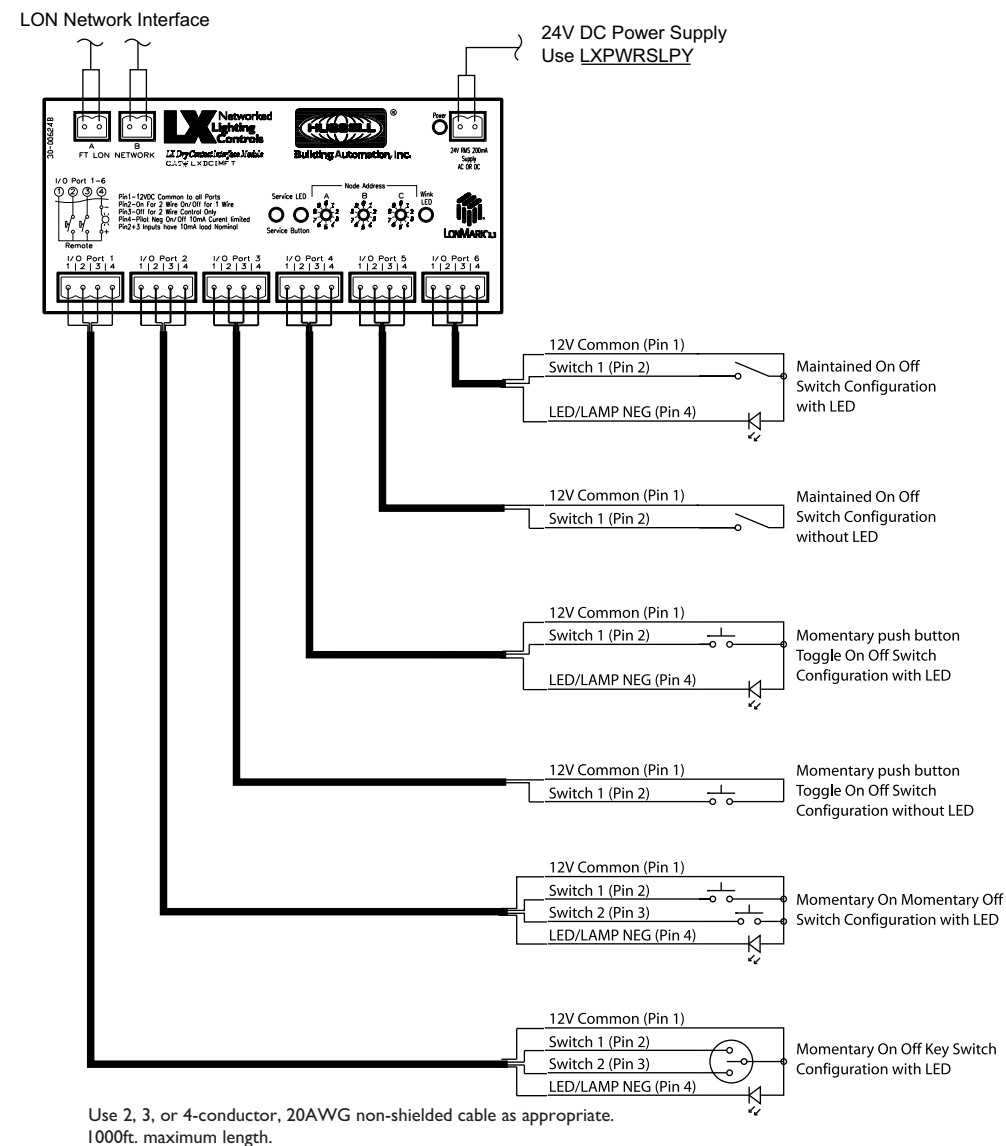 LON Network Interface
24V DC Power Supply
Use LXPWRSLPY
30-00624B
A
FT LON
B
NETWORK
LX
Networked
Lighting
Controls
LX Dry Contact Interface Module
CAT# LXDCIMFT
HUBBELL
®
Building Automation, Inc.
Power
24V RMS 200mA
Supply
AC OR DC
I/O Port 1-6
1 2 3 4
Remote
Pin1-12VDC Common to all Ports
Pin2-On For 2 Wire On/Off for 1 Wire
Pin3-Off for 2 Wire Control Only
Pin4-Pilot Neg On/Off 10mA Curent limited
Pin2+3 Inputs have 10mA load Nominal
Service LED
Service Button
Node Address
A B C
Wink
LED
LONMARK 3.3
I/O Port 1
1 | 2 | 3 | 4
I/O Port 2
1 | 2 | 3 | 4
I/O Port 3
1 | 2 | 3 | 4
I/O Port 4
1 | 2 | 3 | 4
I/O Port 5
1 | 2 | 3 | 4
I/O Port 6
1 | 2 | 3 | 4
12V Common (Pin 1)
Switch 1 (Pin 2)
LED/LAMP NEG (Pin 4)
Maintained On Off
Switch Configuration
with LED
12V Common (Pin 1)
Switch 1 (Pin 2)
Maintained On Off
Switch Configuration
without LED
12V Common (Pin 1)
Switch 1 (Pin 2)
LED/LAMP NEG (Pin 4)
Momentary push button
Toggle On Off Switch
Configuration with LED
12V Common (Pin 1)
Switch 1 (Pin 2)
Momentary push button
Toggle On Off Switch
Configuration without LED
12V Common (Pin 1)
Switch 1 (Pin 2)
Switch 2 (Pin 3)
LED/LAMP NEG (Pin 4)
Momentary On Momentary Off
Switch Configuration with LED
12V Common (Pin 1)
Switch 1 (Pin 2)
Switch 2 (Pin 3)
LED/LAMP NEG (Pin 4)
Momentary On Off Key Switch
Configuration with LED
Use 2, 3, or 4-conductor, 20AWG non-shielded cable as appropriate.
1000ft. maximum length.